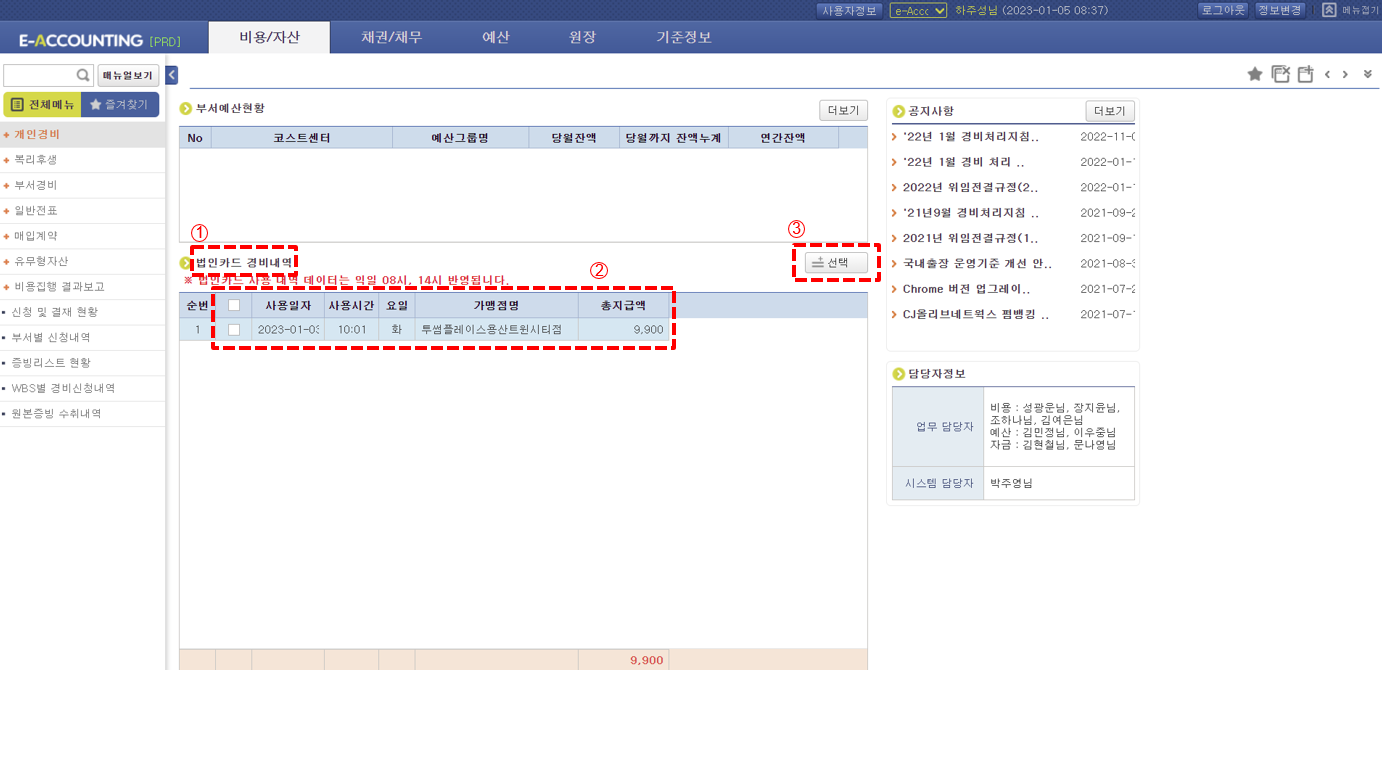 사용자정보 e-Accc 하주성님 (2023-01-05 08:37) 로그아웃 정보변경 메뉴접기
E-ACCOUNTING [PRD] 비용/자산 채권/채무 예산 원장 기준정보
메뉴얼보기
전체메뉴 즐겨찾기
개인경비
복리후생
부서경비
일반전표
매입계약
유무형자산
비용집행 결과보고
신청 및 결재 현황
부서별 신청내역
증빙리스트 현황
WBS별 경비신청내역
원본증빙 수취내역
부서예산현황 더보기
No 코스트센터 예산그룹명 당월잔액 당월까지 잔액누계 연간잔액
① ③
법인카드 경비내역 선택
※ 법인카드 사용 내역 데이터는 익일 08시, 14시 반영됩니다.
②
순번 사용일자 사용시간 요일 가맹점명 총지급액
1 2023-01-03 10:01 화 투썸플레이스용산트윈시티점 9,900
9,900
공지사항 더보기
'22년 1월 경비처리지침.. 2022-11-0
'22년 1월 경비 처리 .. 2022-01-1
2022년 위임전결규정(2.. 2022-01-1
'21년9월 경비처리지침 .. 2021-09-2
2021년 위임전결규정(1.. 2021-09-1
국내출장 운영기준 개선 안.. 2021-08-3
Chrome 버전 업그레이.. 2021-07-2
CJ올리브네트웍스 펌뱅킹 .. 2021-07-1
담당자정보
업무 담당자
비용 : 성광운님, 장지윤님,
조하나님, 김여은님
예산 : 김민정님, 이우중님
자금 : 김현철님, 문나영님
시스템 담당자 박주영님